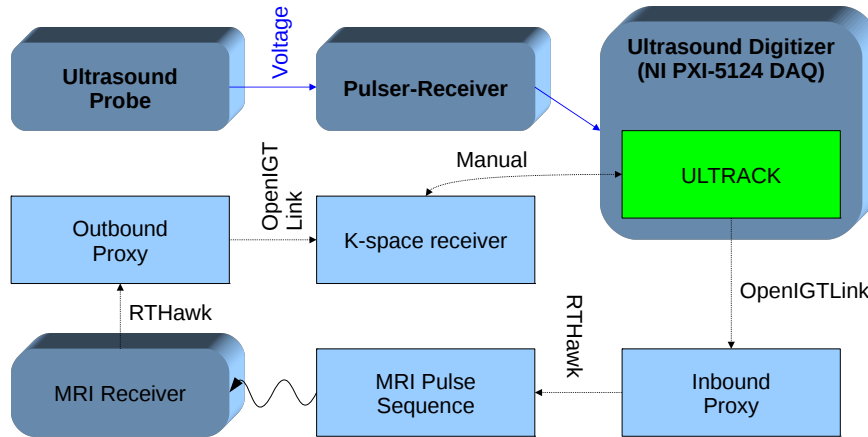 Voltage
Ultrasound
Probe
Pulser-Receiver
Ultrasound Digitizer
(NI PXI-5124 DAQ)
ULTRACK
Manual
OpenIGT
Link
Outbound
Proxy
K-space receiver
OpenIGTLink
RTHawk
RTHawk
MRI Receiver
MRI Pulse
Sequence
Inbound
Proxy